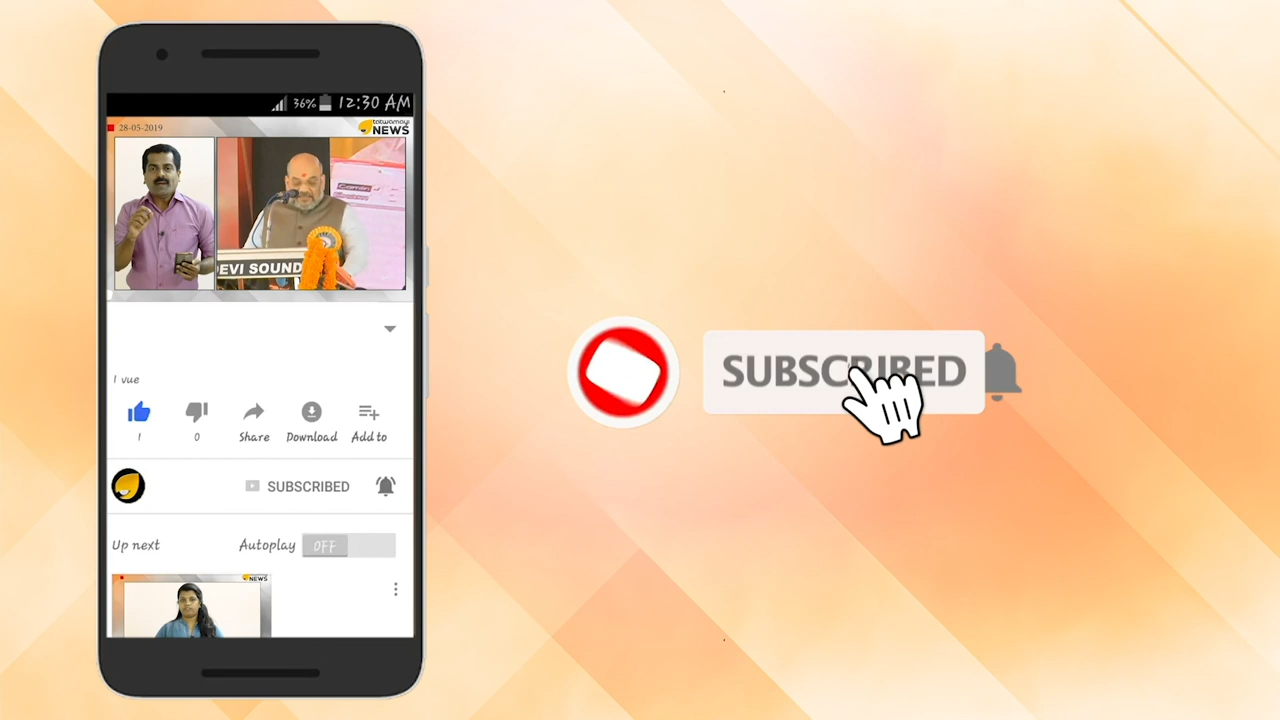 36% 12:30 AM
28-05-2019
tatwamayi
NEWS
DEVI SOUND
1 vue
1
0
Share
Download
Add to
SUBSCRIBED
Up next
Autoplay
OFF
NEWS
SUBSCRIBED